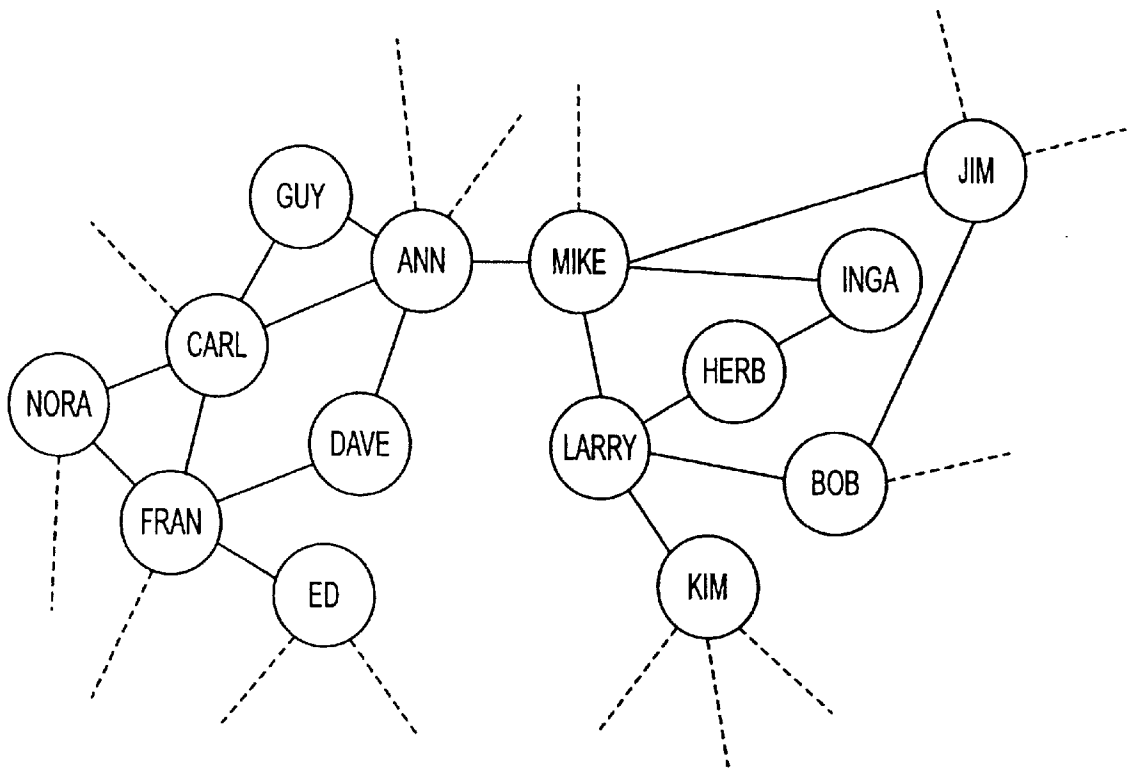 JIM
GUY
ANN
MIKE
INGA
CARL
HERB
NORA
DAVE
LARRY
BOB
FRAN
ED
KIM